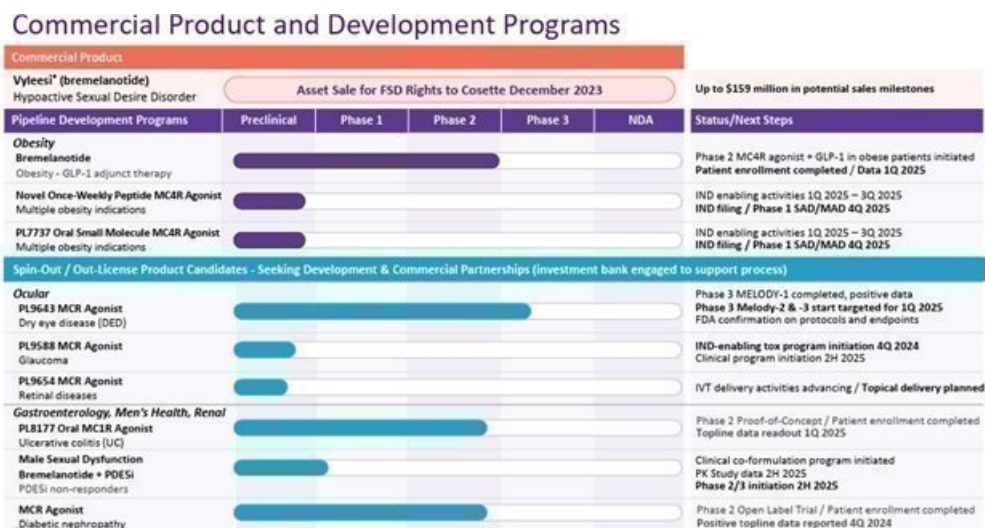 Commercial Product and Development Programs
Commercial Product
Vyleesi® (bremelanotide)
Hypoactive Sexual Desire Disorder
Asset Sale for FSD Rights to Cosette December 2023
Up to $159 million in potential sales milestones
Pipeline Development Programs Preclinical Phase 1 Phase 2 Phase 3 NDA Status/Next Steps
Obesity
Bremelanotide
Obesity - GLP-1 adjunct therapy
Phase 2 MC4R agonist + GLP-1 in obese patients initiated
Patient enrollment completed / Data 1Q 2025
Novel Once-Weekly Peptide MC4R Agonist
Multiple obesity indications
IND enabling activities 1Q 2025 – 3Q 2025
IND filing / Phase 1 SAD/MAD 4Q 2025
PL7737 Oral Small Molecule MC4R Agonist
Multiple obesity indications
IND enabling activities 1Q 2025 – 3Q 2025
IND filing / Phase 1 SAD/MAD 4Q 2025
Spin-Out / Out-License Product Candidates - Seeking Development & Commercial Partnerships (investment bank engaged to support process)
Ocular
PL9643 MCR Agonist
Dry eye disease (DED)
Phase 3 MELODY-1 completed, positive data
Phase 3 Melody-2 & -3 start targeted for 1Q 2025
FDA confirmation on protocols and endpoints
PL9588 MCR Agonist
Glaucoma
IND-enabling tox program initiation 4Q 2024
Clinical program initiation 2H 2025
PL9654 MCR Agonist
Retinal diseases
IVT delivery activities advancing / Topical delivery planned
Gastroenterology, Men's Health, Renal
PL8177 Oral MC1R Agonist
Ulcerative colitis (UC)
Phase 2 Proof-of-Concept / Patient enrollment completed
Topline data readout 1Q 2025
Male Sexual Dysfunction
Bremelanotide + PDE5i
PDE5i non-responders
Clinical co-formulation program initiated
PK Study data 2H 2025
Phase 2/3 initiation 2H 2025
MCR Agonist
Diabetic nephropathy
Phase 2 Open Label Trial / Patient enrollment completed
Positive topline data reported 4Q 2024